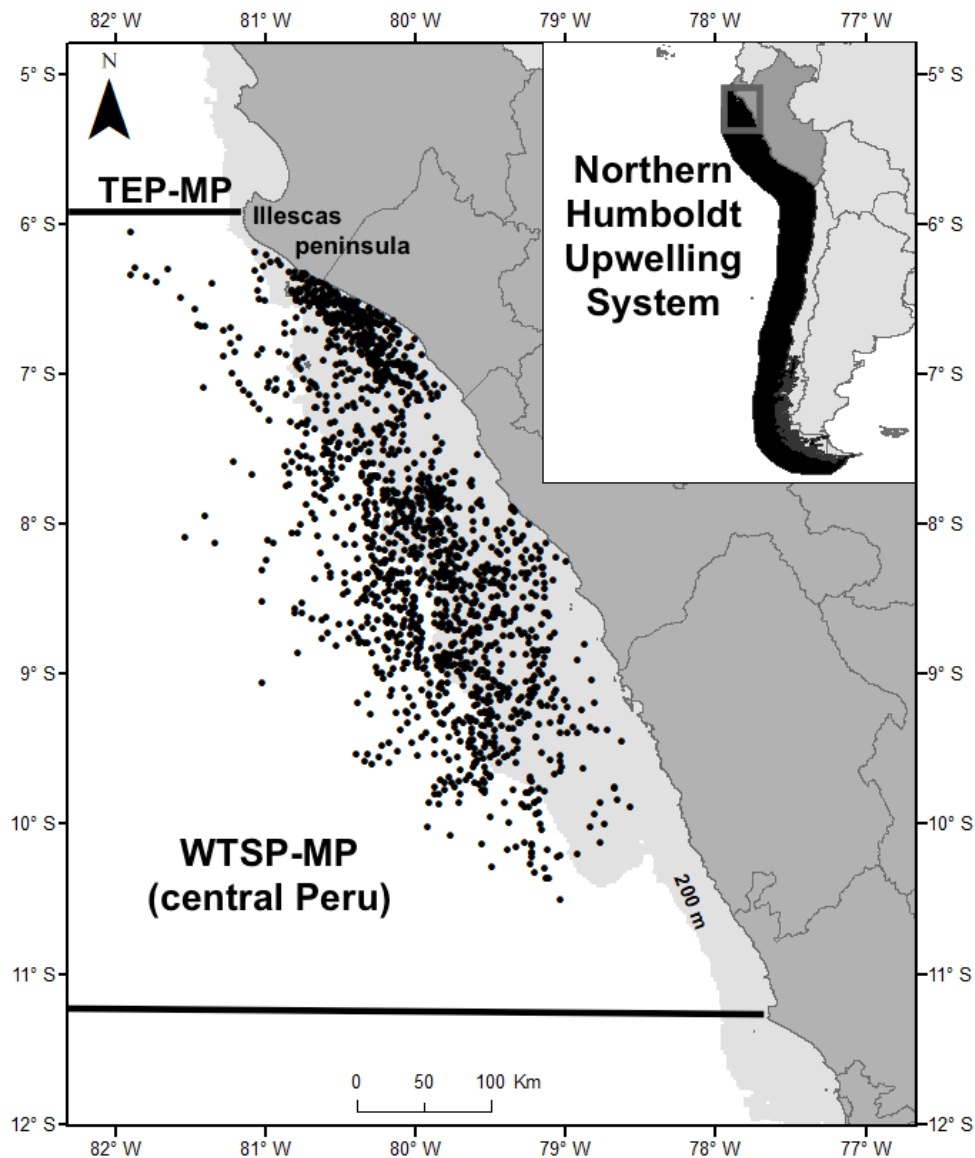 82° W 81° W 80° W 79° W 78° W 77° W
5° S 5° S
N
Northern
Humboldt
Upwelling
System
TEP-MP
Illescas
peninsula
6° S 6° S
7° S 7° S
8° S 8° S
9° S 9° S
10° S 10° S
WTSP-MP
(central Peru)
200 m
11° S 11° S
0 50 100 Km
12° S 12° S
82° W 81° W 80° W 79° W 78° W 77° W